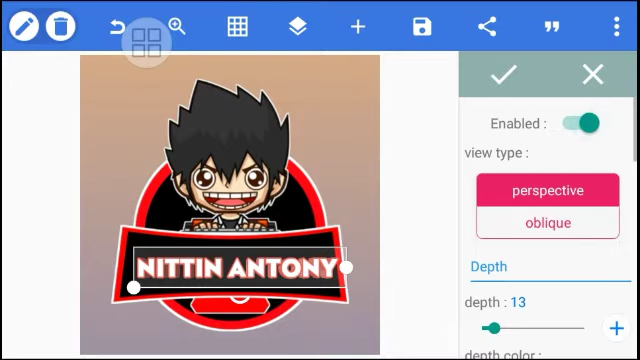 Enabled :
view type :
perspective
oblique
NITTIN ANTONY
Depth
depth : 13
depth color :